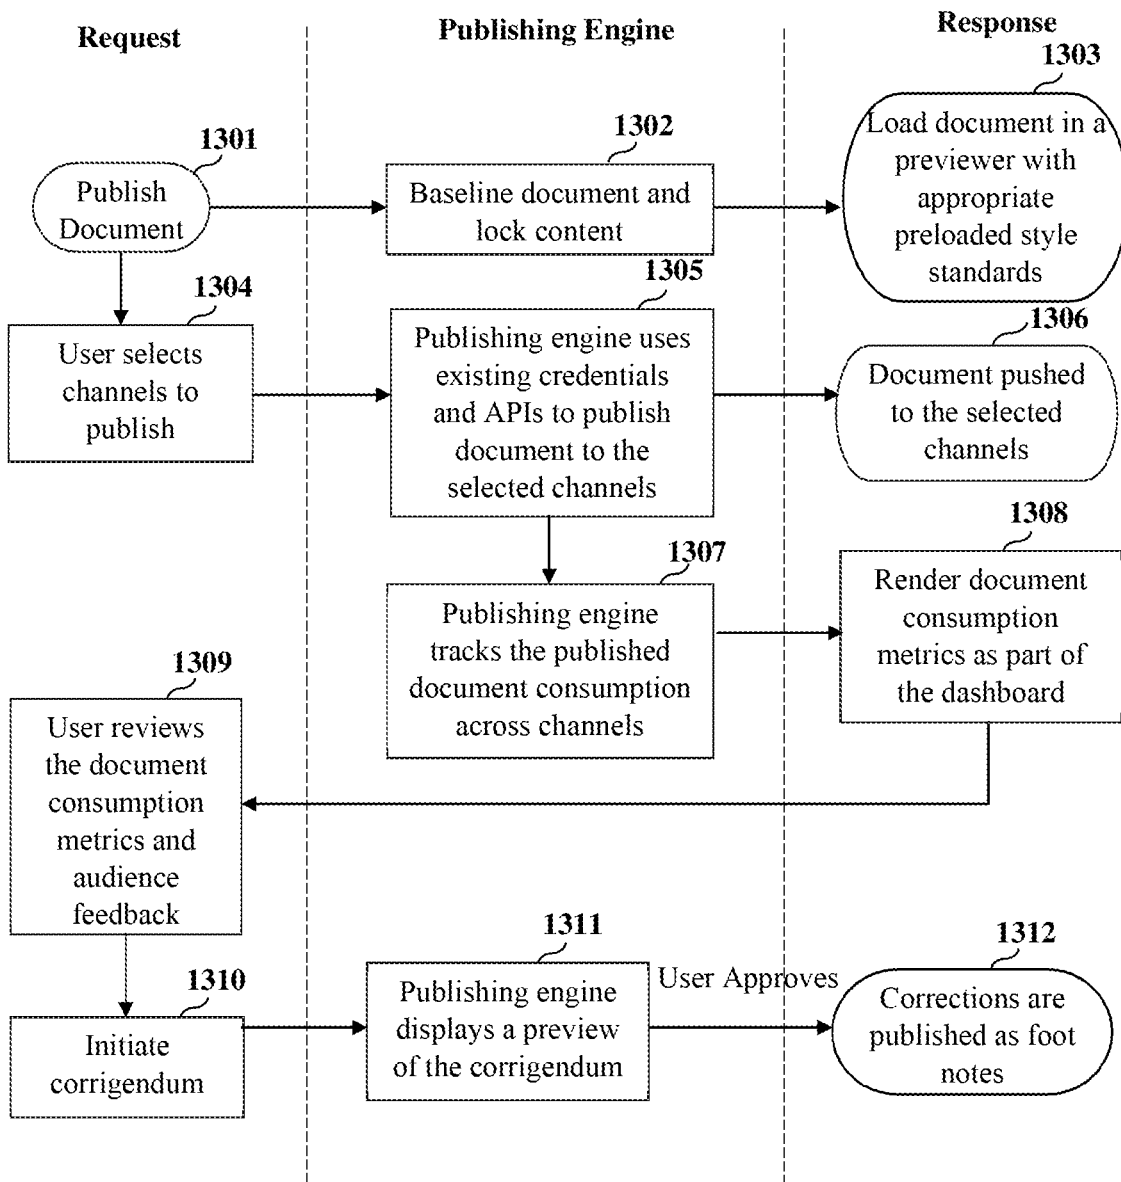 Request
Publishing Engine
Response
1301
Publish
Document
1302
Baseline document and
lock content
1303
Load document in a
previewer with
appropriate
preloaded style
standards
1304
User selects
channels to
publish
1305
Publishing engine uses
existing credentials
and APIs to publish
document to the
selected channels
1306
Document pushed
to the selected
channels
1307
Publishing engine
tracks the published
document consumption
across channels
1308
Render document
consumption
metrics as part of
the dashboard
1309
User reviews
the document
consumption
metrics and
audience
feedback
1310
Initiate
corrigendum
1311
Publishing engine
displays a preview
of the corrigendum
User Approves
1312
Corrections are
published as foot
notes